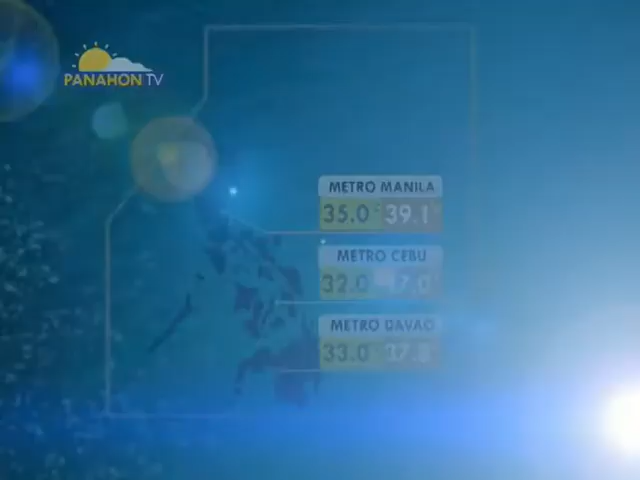 PANAHON TV
METRO MANILA
35.0° 39.1°
METRO CEBU
32.0
METRO DAVAO
33.0°